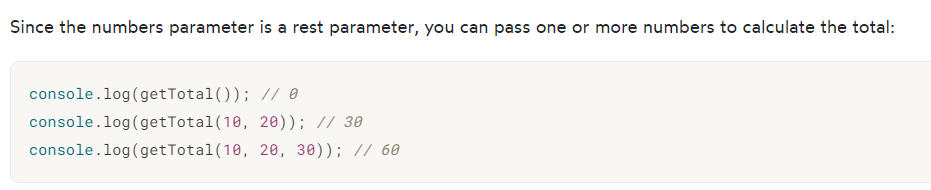 Since the numbers parameter is a rest parameter, you can pass one or more numbers to calculate the total:
console.log(getTotal()); // 0
console.log(getTotal(10, 20)); // 30
console.log(getTotal(10, 20, 30)); // 60